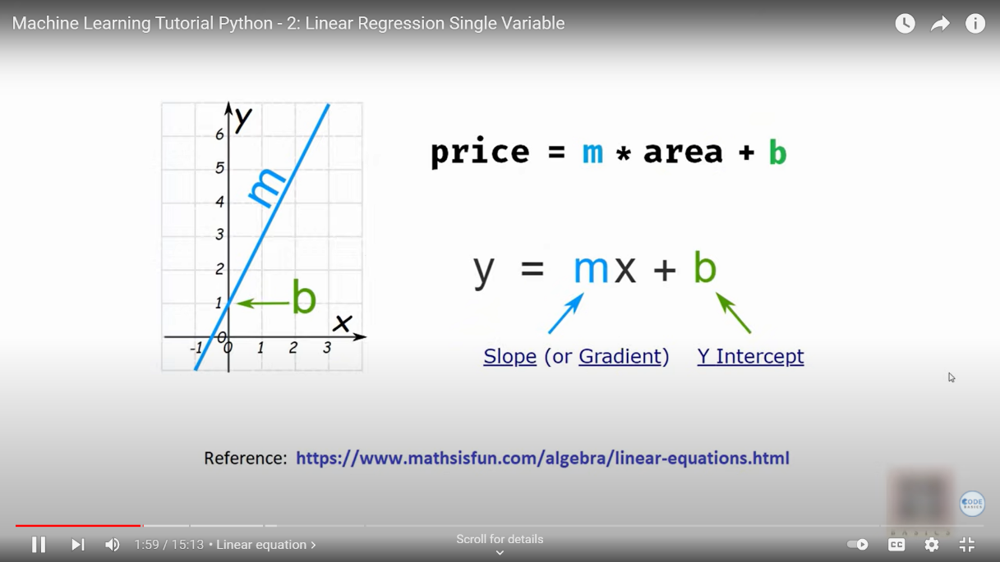 Machine Learning Tutorial Python - 2: Linear Regression Single Variable
y
6
5
4
3
2
1
0
-1 0 1 2 3
x
m
b
price = m * area + b
y = mx + b
Slope (or Gradient) Y Intercept
Reference: https://www.mathsisfun.com/algebra/linear-equations.html
CODE
BASICS
1:59 / 15:13 • Linear equation >
Scroll for details
CC